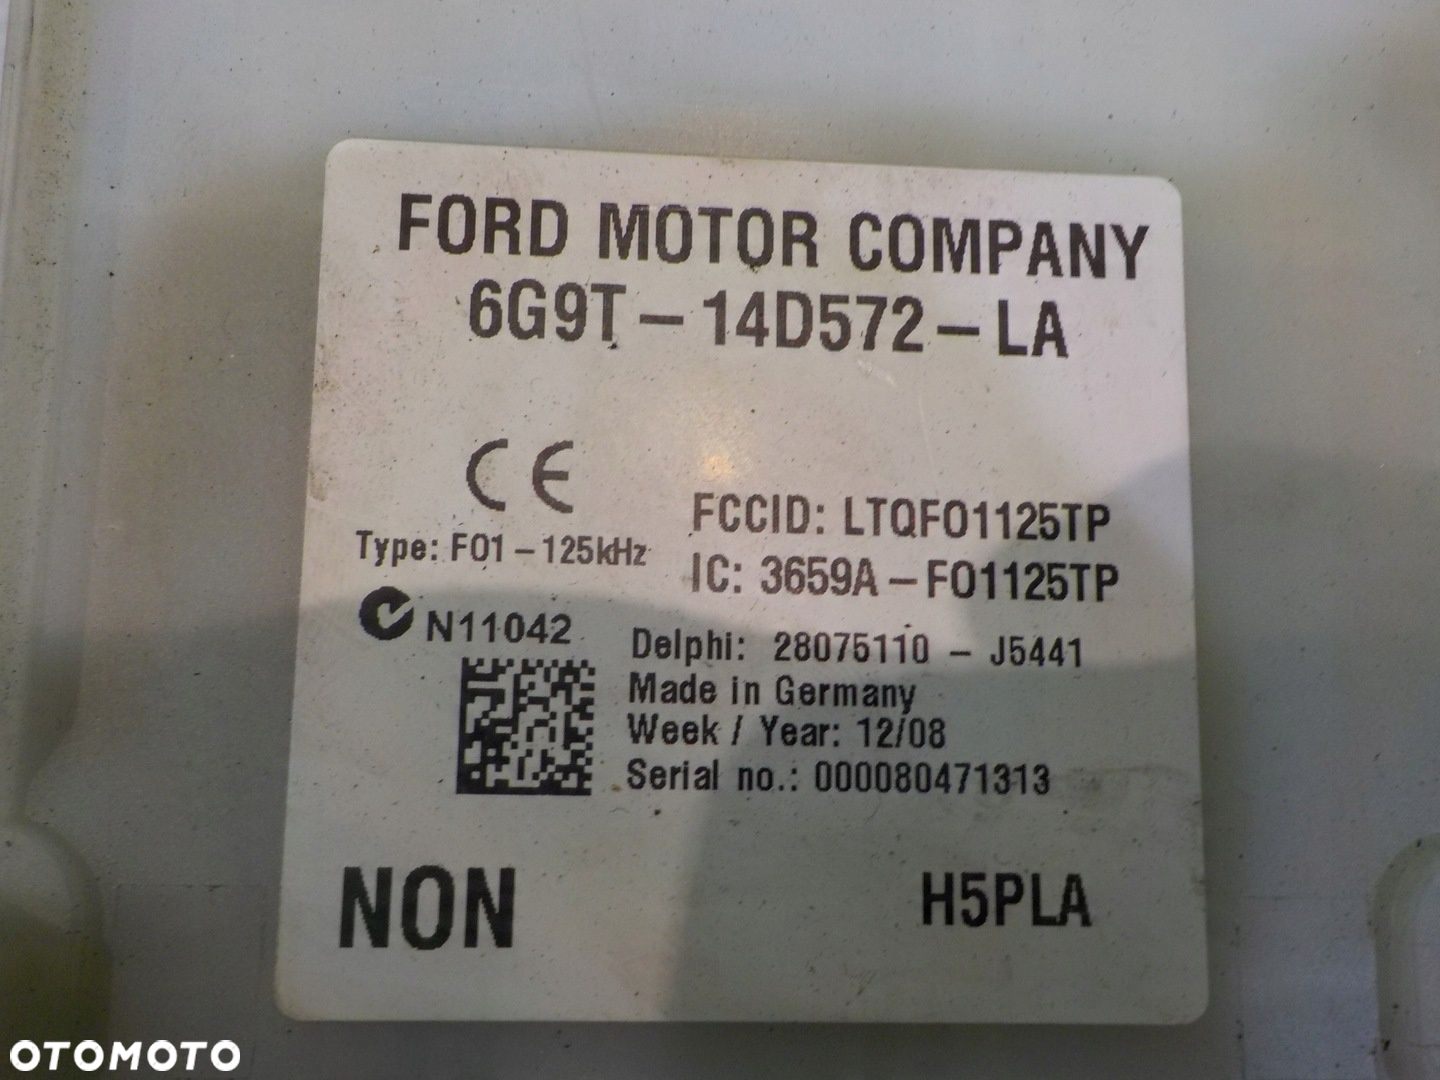 FORD MOTOR COMPANY
6G9T - 14D572 - LA
CE
Type: F01 - 125kHz
FCCID: LTQF01125TP
IC: 3659A - F01125TP
N11042
Delphi: 28075110 - J5441
Made in Germany
Week / Year: 12/08
Serial no.: 000080471313
NON
H5PLA
OTOMOTO